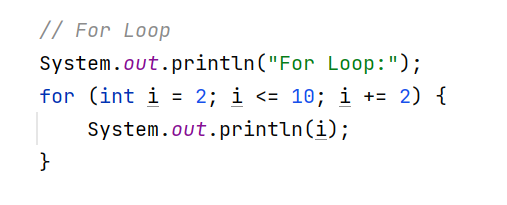 // For Loop
System.out.println("For Loop:");
for (int i = 2; i <= 10; i += 2) {
    System.out.println(i);
}